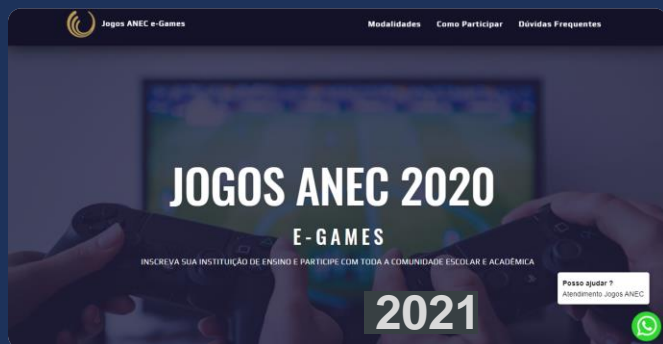 Jogos ANEC e-Games
Modalidades Como Participar Dúvidas Frequentes
JOGOS ANEC 2020
E-GAMES
INSCREVA SUA INSTITUIÇÃO DE ENSINO E PARTICIPE COM TODA A COMUNIDADE ESCOLAR E ACADÊMICA
Posso ajudar ?
Atendimento Jogos ANEC
2021